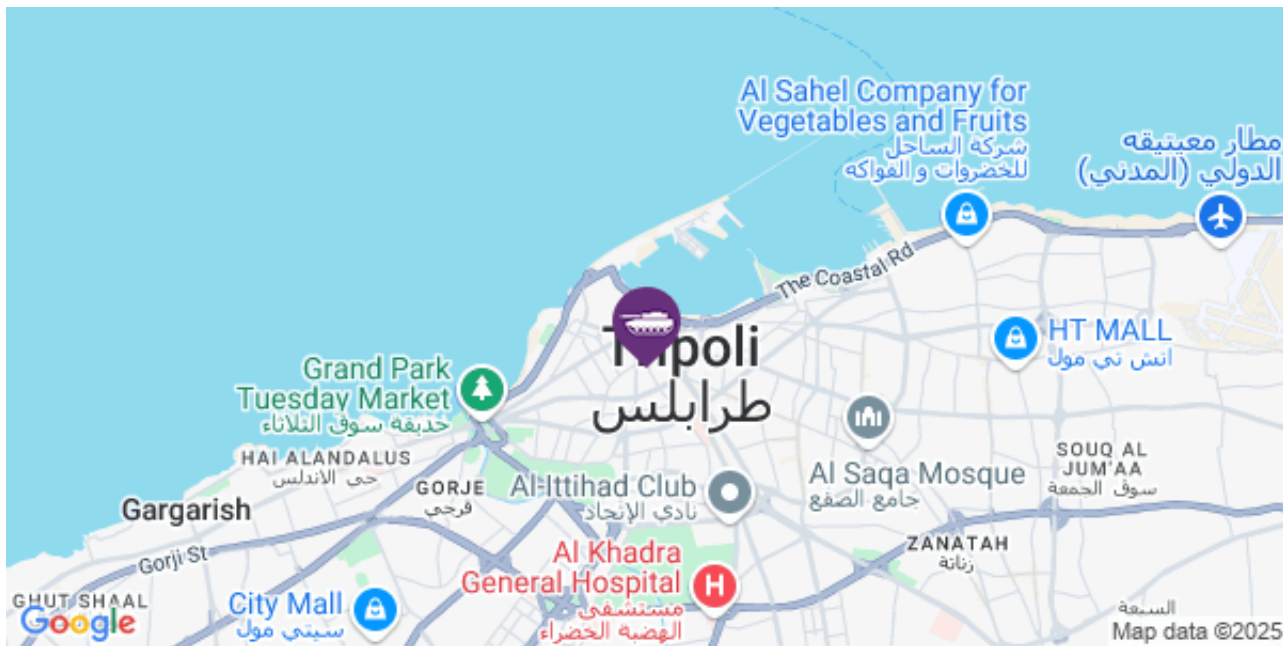 Al Sahel Company for
Vegetables and Fruits
شركة الساحل
للخضروات و الفواكه
مطار معيتيقه
الدولي (المدني)
The Coastal Rd
HT MALL
اتش تي مول
Tripoli
طرابلس
Grand Park
Tuesday Market
حديقة سوق الثلاثاء
HAI ALANDALUS
حي الاندلس
GORJE
قرجي
Al-Ittihad Club
نادي الإتحاد
Al Saqa Mosque
جامع الصقع
SOUQ AL
JUM'AA
سوق الجمعة
Gargarish
Gorji St
ZANATAH
زناتة
Al Khadra
General Hospital
مستشفى
الهضبة الخضراء
H
GHUT SHAAL
City Mall
سيتي مول
السبعة
Google
Map data ©2025